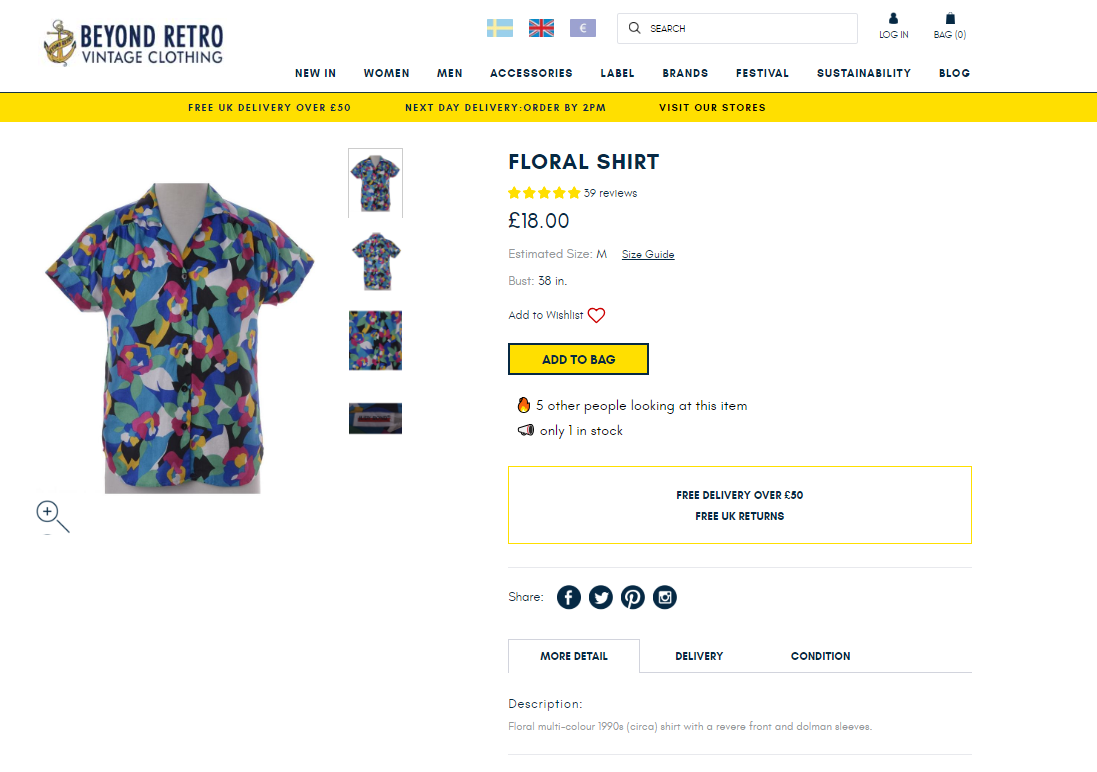 BEYOND RETRO
VINTAGE CLOTHING
€
SEARCH
LOG IN
BAG (0)
NEW IN WOMEN MEN ACCESSORIES LABEL BRANDS FESTIVAL SUSTAINABILITY BLOG
FREE UK DELIVERY OVER £50 NEXT DAY DELIVERY:ORDER BY 2PM VISIT OUR STORES
FLORAL SHIRT
39 reviews
£18.00
Estimated Size: M Size Guide
Bust: 38 in.
Add to Wishlist
ADD TO BAG
5 other people looking at this item
only 1 in stock
FREE DELIVERY OVER £50
FREE UK RETURNS
Share:
MORE DETAIL DELIVERY CONDITION
Description:
Floral multi-colour 1990s (circa) shirt with a revere front and dolman sleeves.